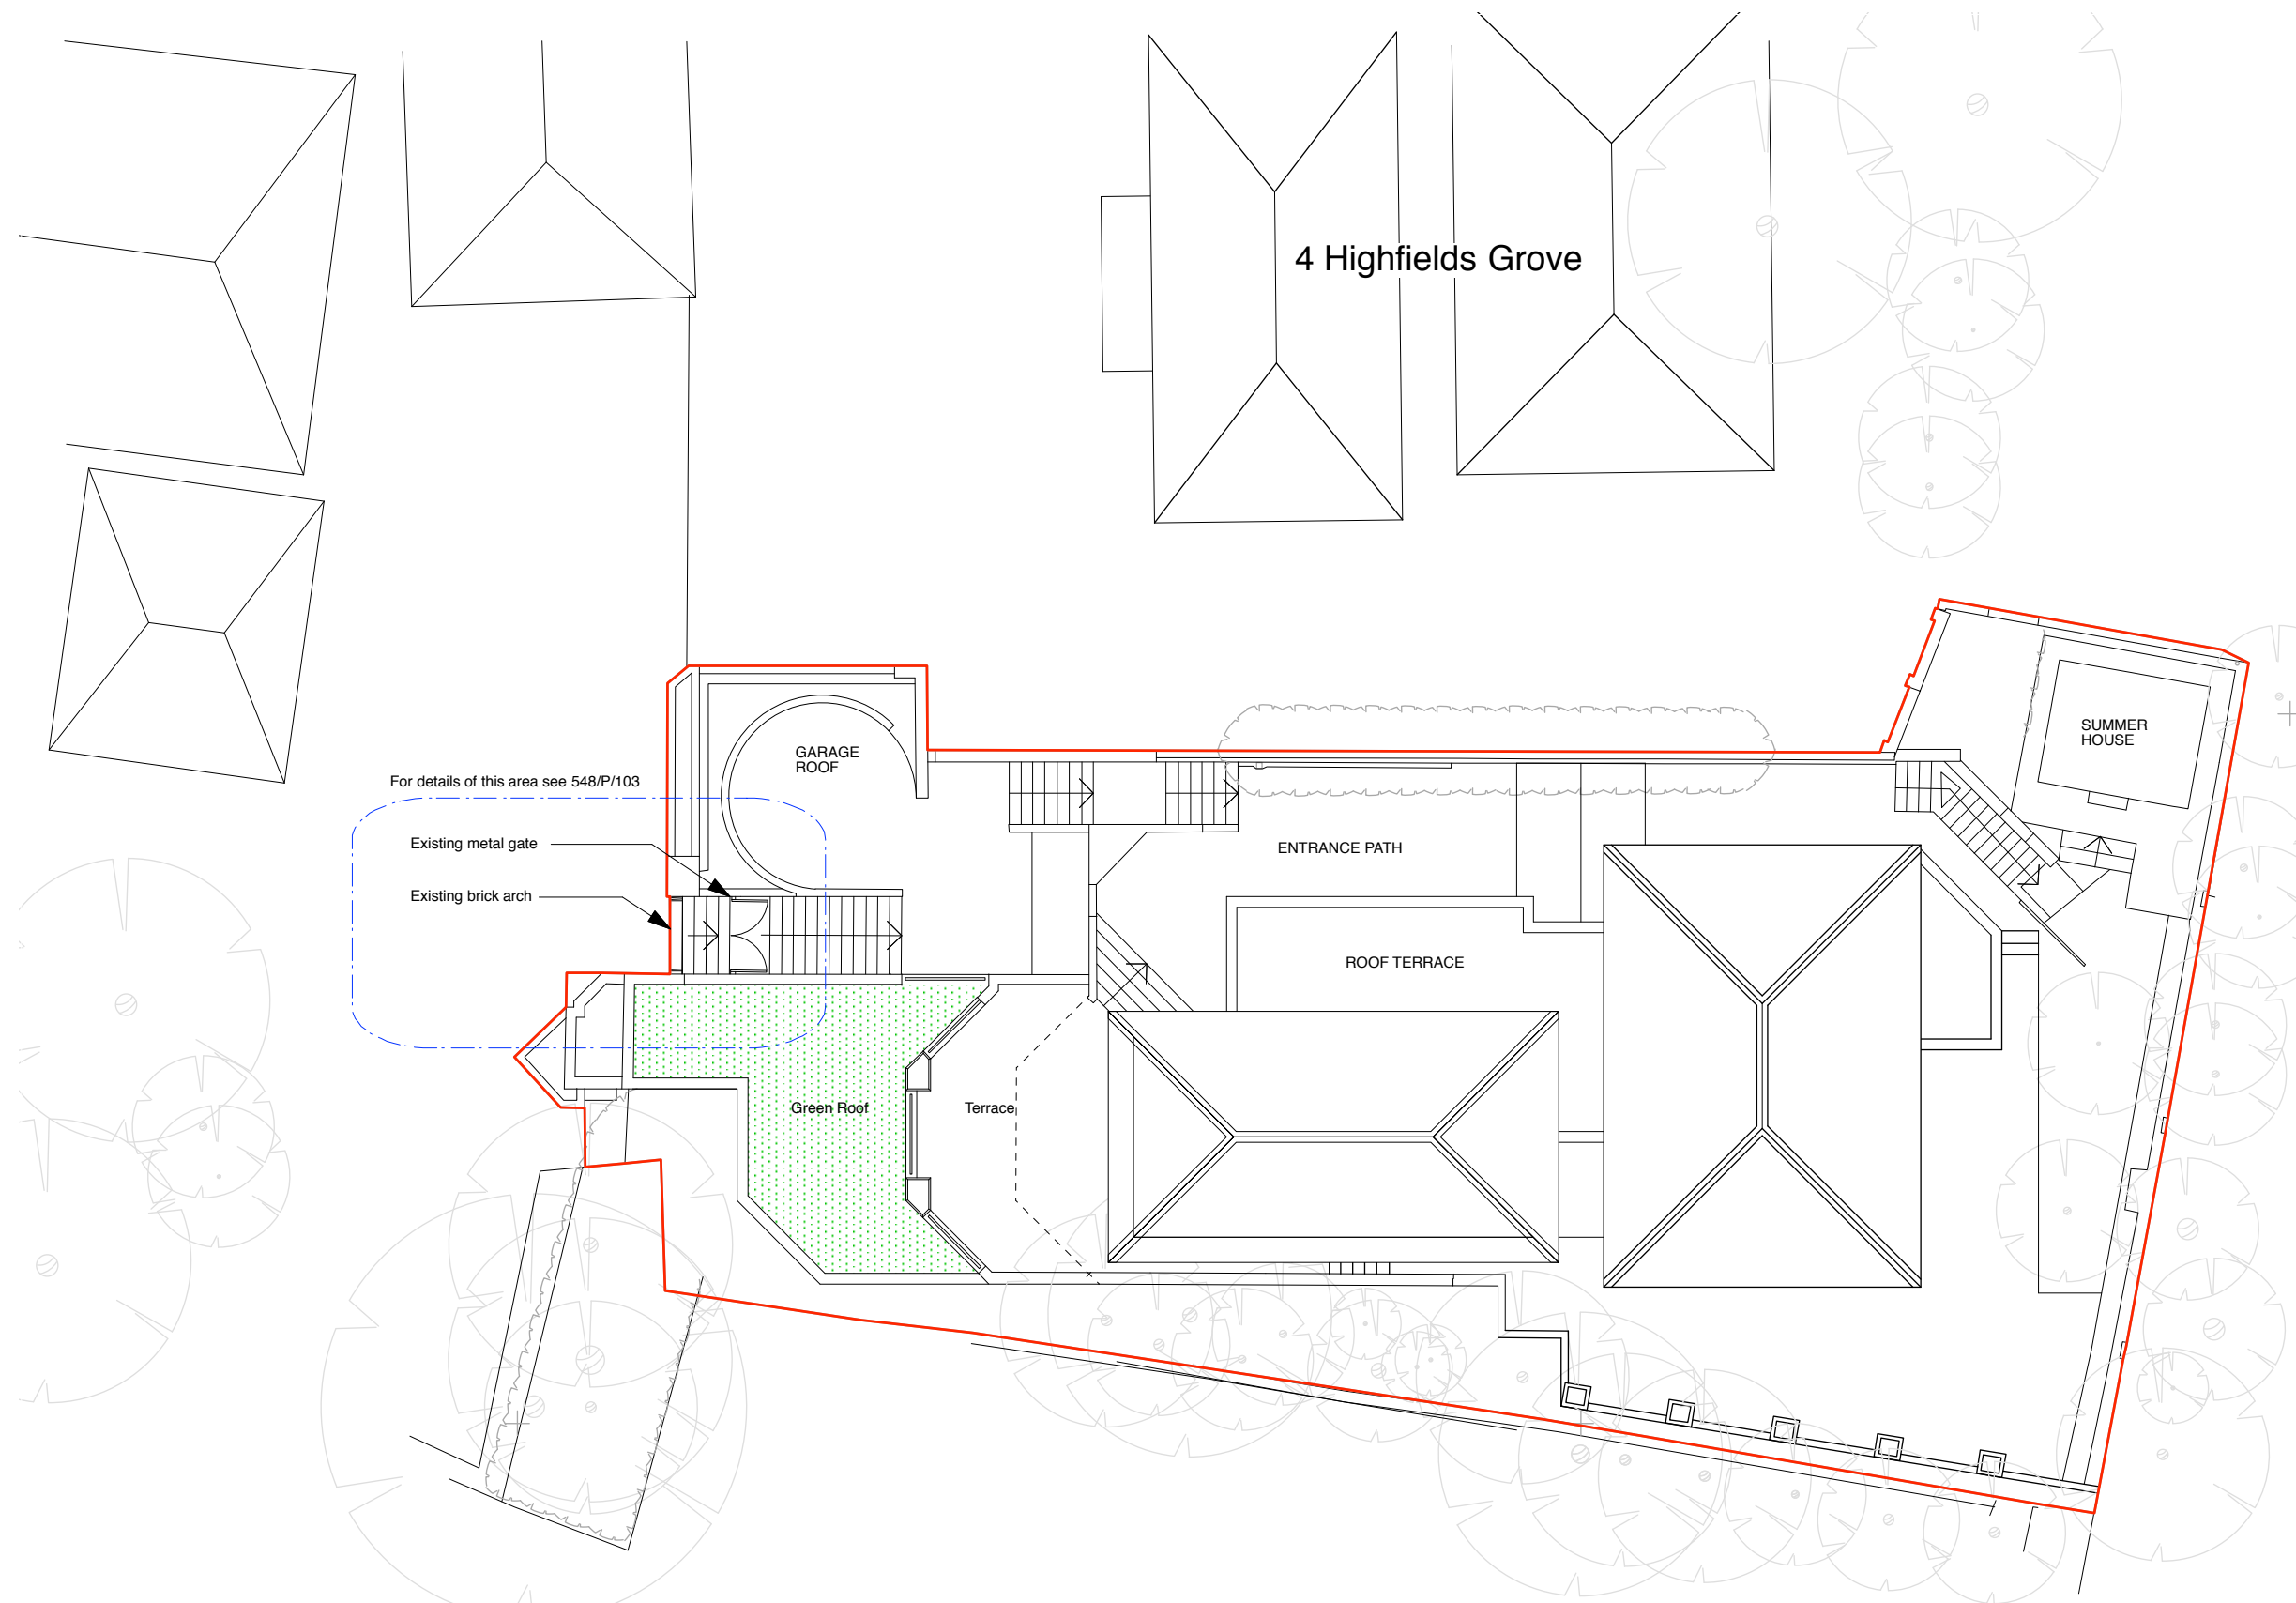 4 Highfields Grove
GARAGE
ROOF
SUMMER
HOUSE
For details of this area see 548/P/103
Existing metal gate
ENTRANCE PATH
Existing brick arch
ROOF TERRACE
Green Roof
Terrace